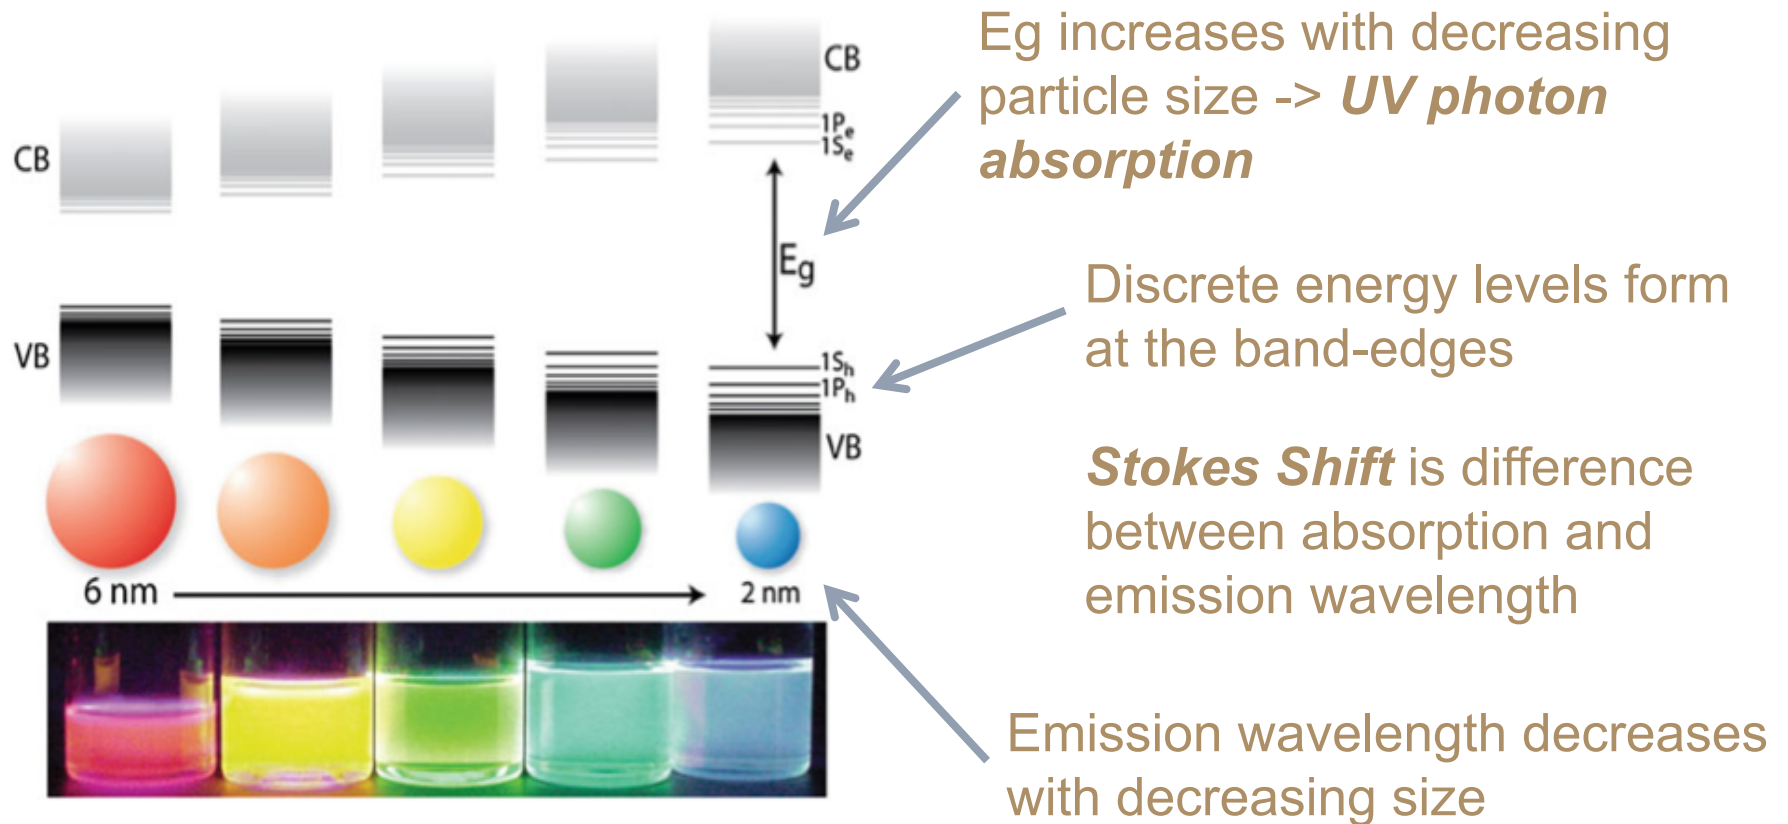 Eg increases with decreasing
particle size -> UV photon
absorption
CB
CB
1Pe
1Se
Eg
Discrete energy levels form
at the band-edges
VB
1Sh
1Ph
VB
Stokes Shift is difference
between absorption and
emission wavelength
6 nm
2 nm
Emission wavelength decreases
with decreasing size